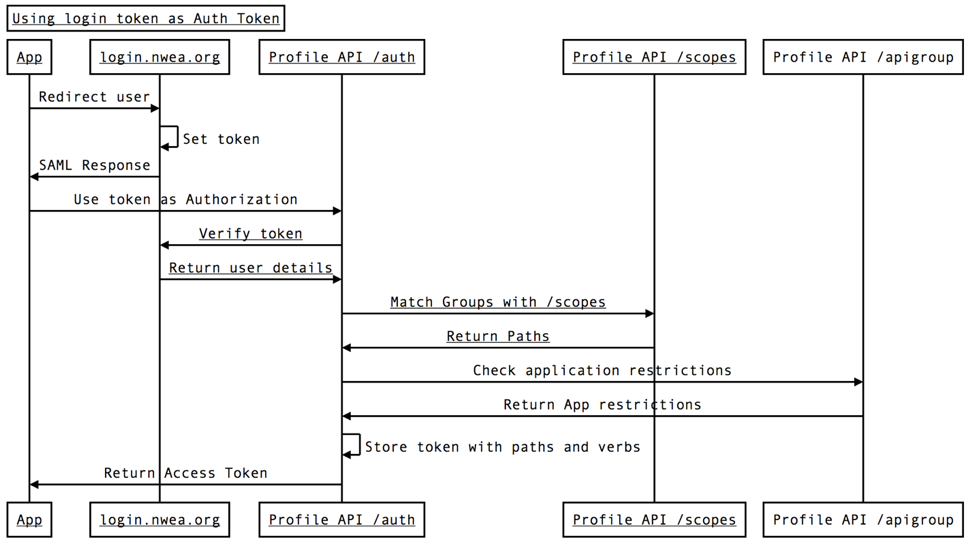 Using login token as Auth Token
App login.nwea.org Profile API /auth Profile API /scopes Profile API /apigroup
Redirect user
Set token
SAML Response
Use token as Authorization
Verify token
Return user details
Match Groups with /scopes
Return Paths
Check application restrictions
Return App restrictions
Store token with paths and verbs
Return Access Token
App login.nwea.org Profile API /auth Profile API /scopes Profile API /apigroup